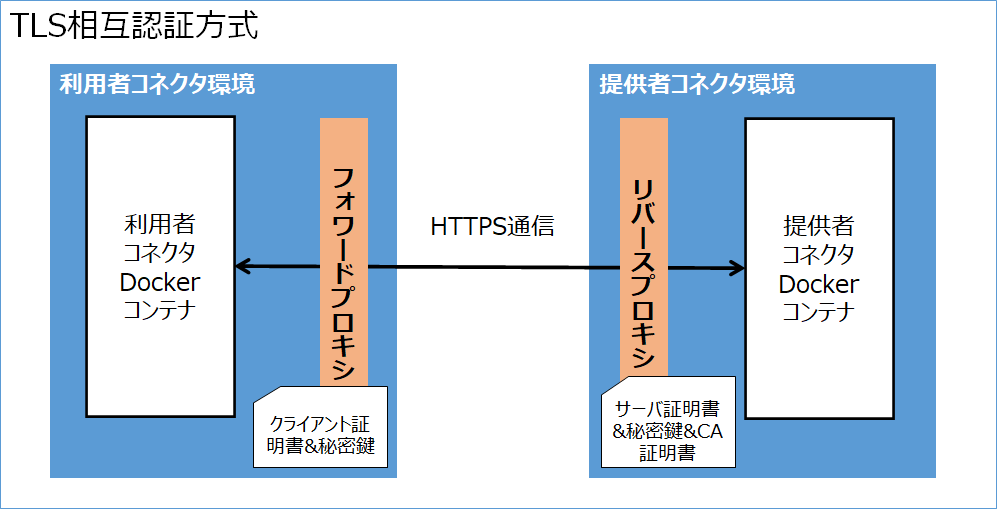 TLS相互認証方式
利用者コネクタ環境
利用者
コネクタ
Docker
コンテナ
フォワードプロキシ
クライアント証
明書&秘密鍵
HTTPS通信
提供者コネクタ環境
リバースプロキシ
サーバ証明書
&秘密鍵&CA
証明書
提供者
コネクタ
Docker
コンテナ